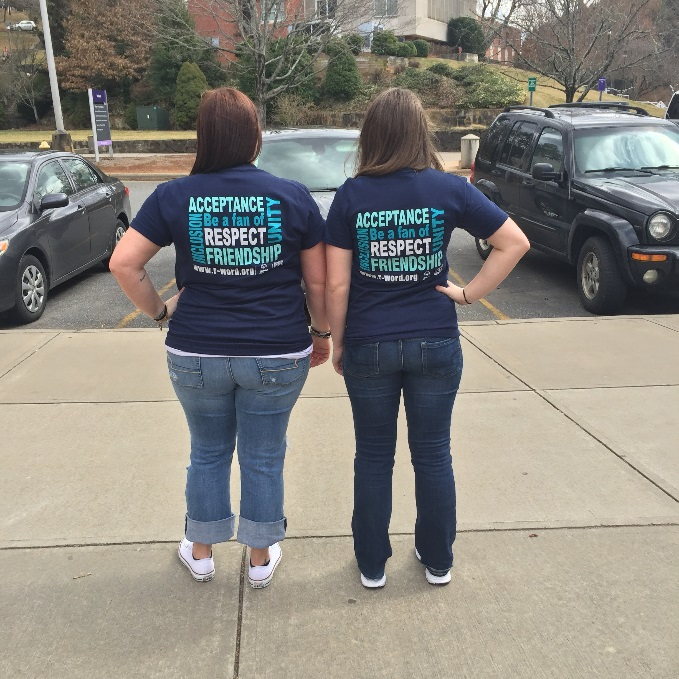 ACCEPTANCE
INCLUSION
Be a fan of
RESPECT
FRIENDSHIP
UNITY
www.r-word.org
ACCEPTANCE
INCLUSION
Be a fan of
RESPECT
FRIENDSHIP
UNITY
www.r-word.org